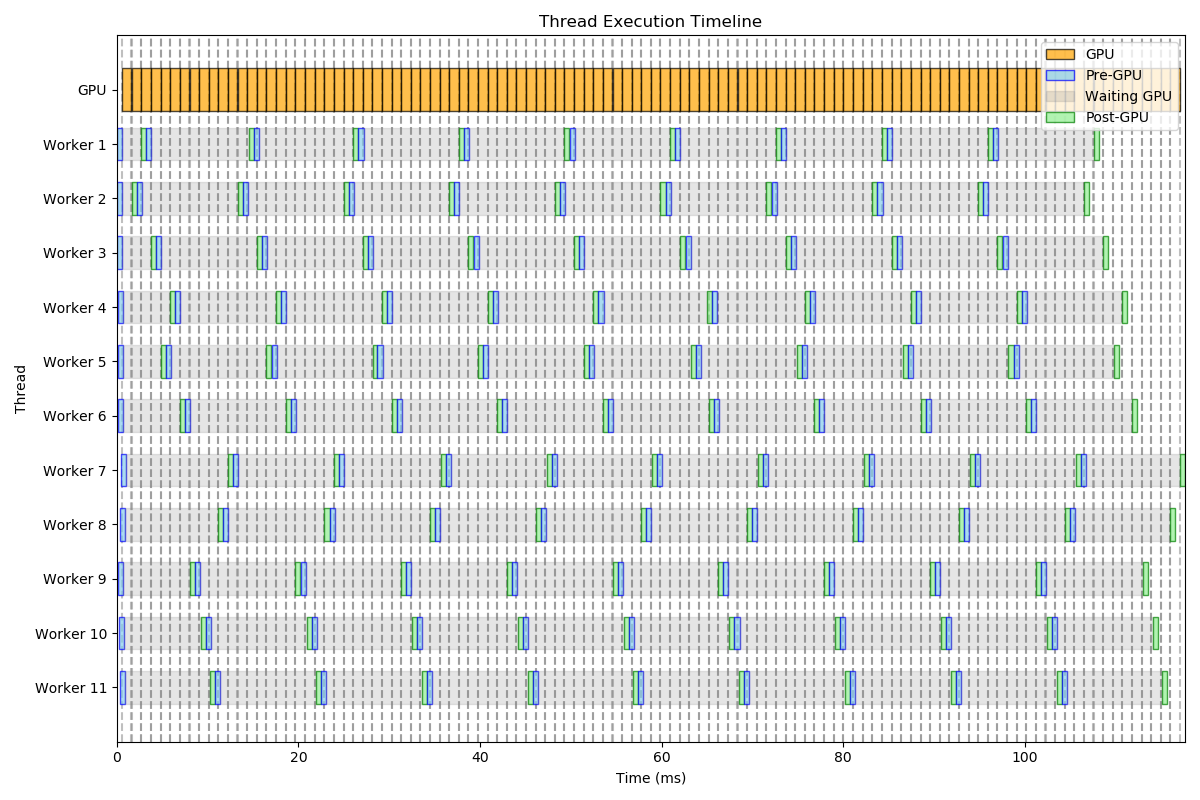 Thread Execution Timeline
GPU
Pre-GPU
Waiting GPU
Post-GPU
Thread
GPU
Worker 1
Worker 2
Worker 3
Worker 4
Worker 5
Worker 6
Worker 7
Worker 8
Worker 9
Worker 10
Worker 11
0 20 40 60 80 100
Time (ms)